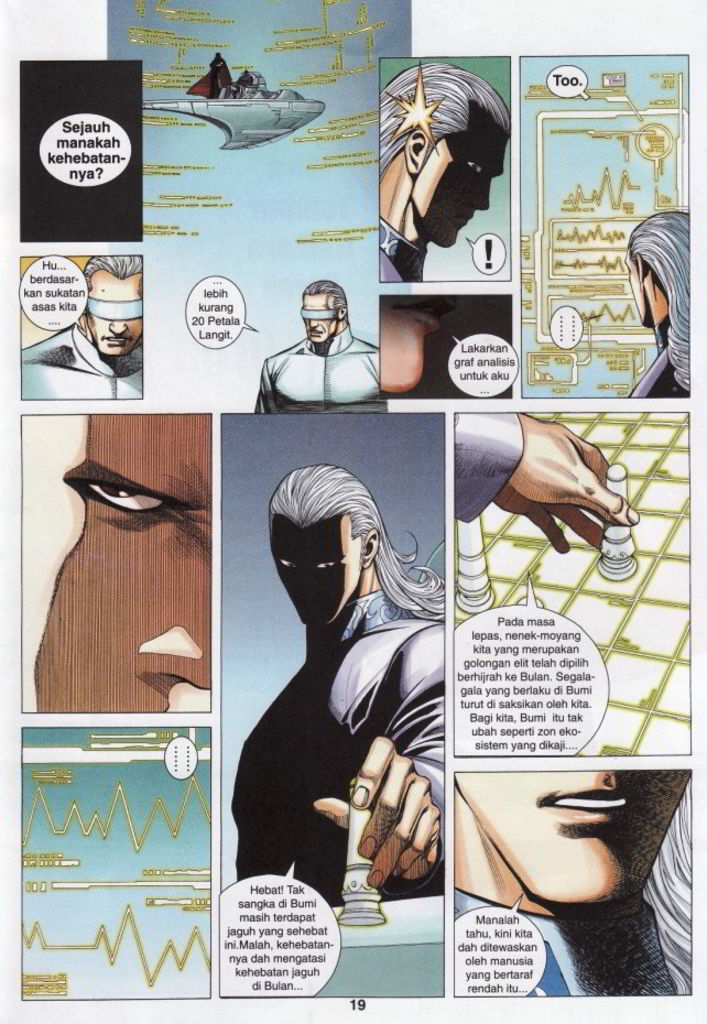 Sejauh
manakah
kehebatan-
nya?
Hu...
berdasar-
kan sukatan
asas kita
....
...
lebih
kurang
20 Petala
Langit.
!
Too.
Lakarkan
graf analisis
untuk aku
...
Hebat! Tak
sangka di Bumi
masih terdapat
jaguh yang sehebat
ini.Malah, kehebatan-
nya dah mengatasi
kehebatan jaguh
di Bulan...
Pada masa
lepas, nenek-moyang
kita yang merupakan
golongan elit telah dipilih
berhijrah ke Bulan. Segala-
gala yang berlaku di Bumi
turut di saksikan oleh kita.
Bagi kita, Bumi itu tak
ubah seperti zon eko-
sistem yang dikaji....
Manalah
tahu, kini kita
dah ditewaskan
oleh manusia
yang bertaraf
rendah itu...
19